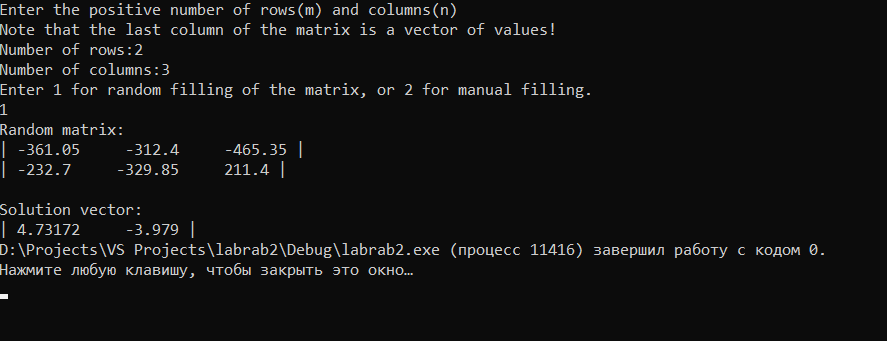 Enter the positive number of rows(m) and columns(n)
Note that the last column of the matrix is a vector of values!
Number of rows:2
Number of columns:3
Enter 1 for random filling of the matrix, or 2 for manual filling.
1
Random matrix:
| -361.05     -312.4     -465.35 |
| -232.7     -329.85     211.4 |
Solution vector:
| 4.73172     -3.979 |
D:\Projects\VS Projects\labrab2\Debug\labrab2.exe (процесс 11416) завершил работу с кодом 0.
Нажмите любую клавишу, чтобы закрыть это окно…